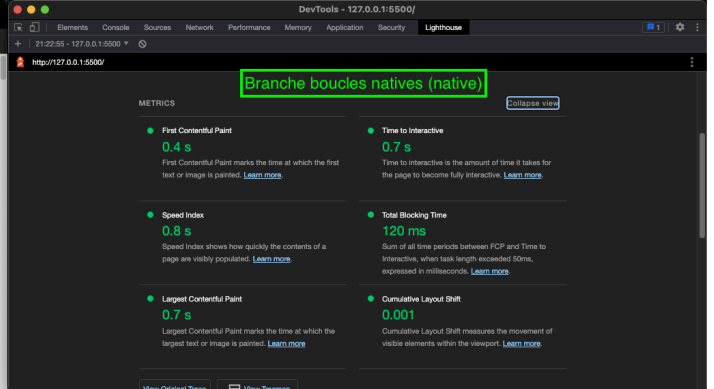 DevTools - 127.0.0.1:5500/
Elements Console Sources Network Performance Memory Application Security Lighthouse 1
+ 21:22:55 - 127.0.0.1:5500
http://127.0.0.1:5500/
Branche boucles natives (native)
METRICS Collapse view
First Contentful Paint
0.4 s
First Contentful Paint marks the time at which the first
text or image is painted. Learn more.
Time to Interactive
0.7 s
Time to interactive is the amount of time it takes for
the page to become fully interactive. Learn more.
Speed Index
0.8 s
Speed Index shows how quickly the contents of a
page are visibly populated. Learn more.
Total Blocking Time
120 ms
Sum of all time periods between FCP and Time to
Interactive, when task length exceeded 50ms,
expressed in milliseconds. Learn more.
Largest Contentful Paint
0.7 s
Largest Contentful Paint marks the time at which the
largest text or image is painted. Learn more
Cumulative Layout Shift
0.001
Cumulative Layout Shift measures the movement of
visible elements within the viewport. Learn more.
View Original Trace View Treemap